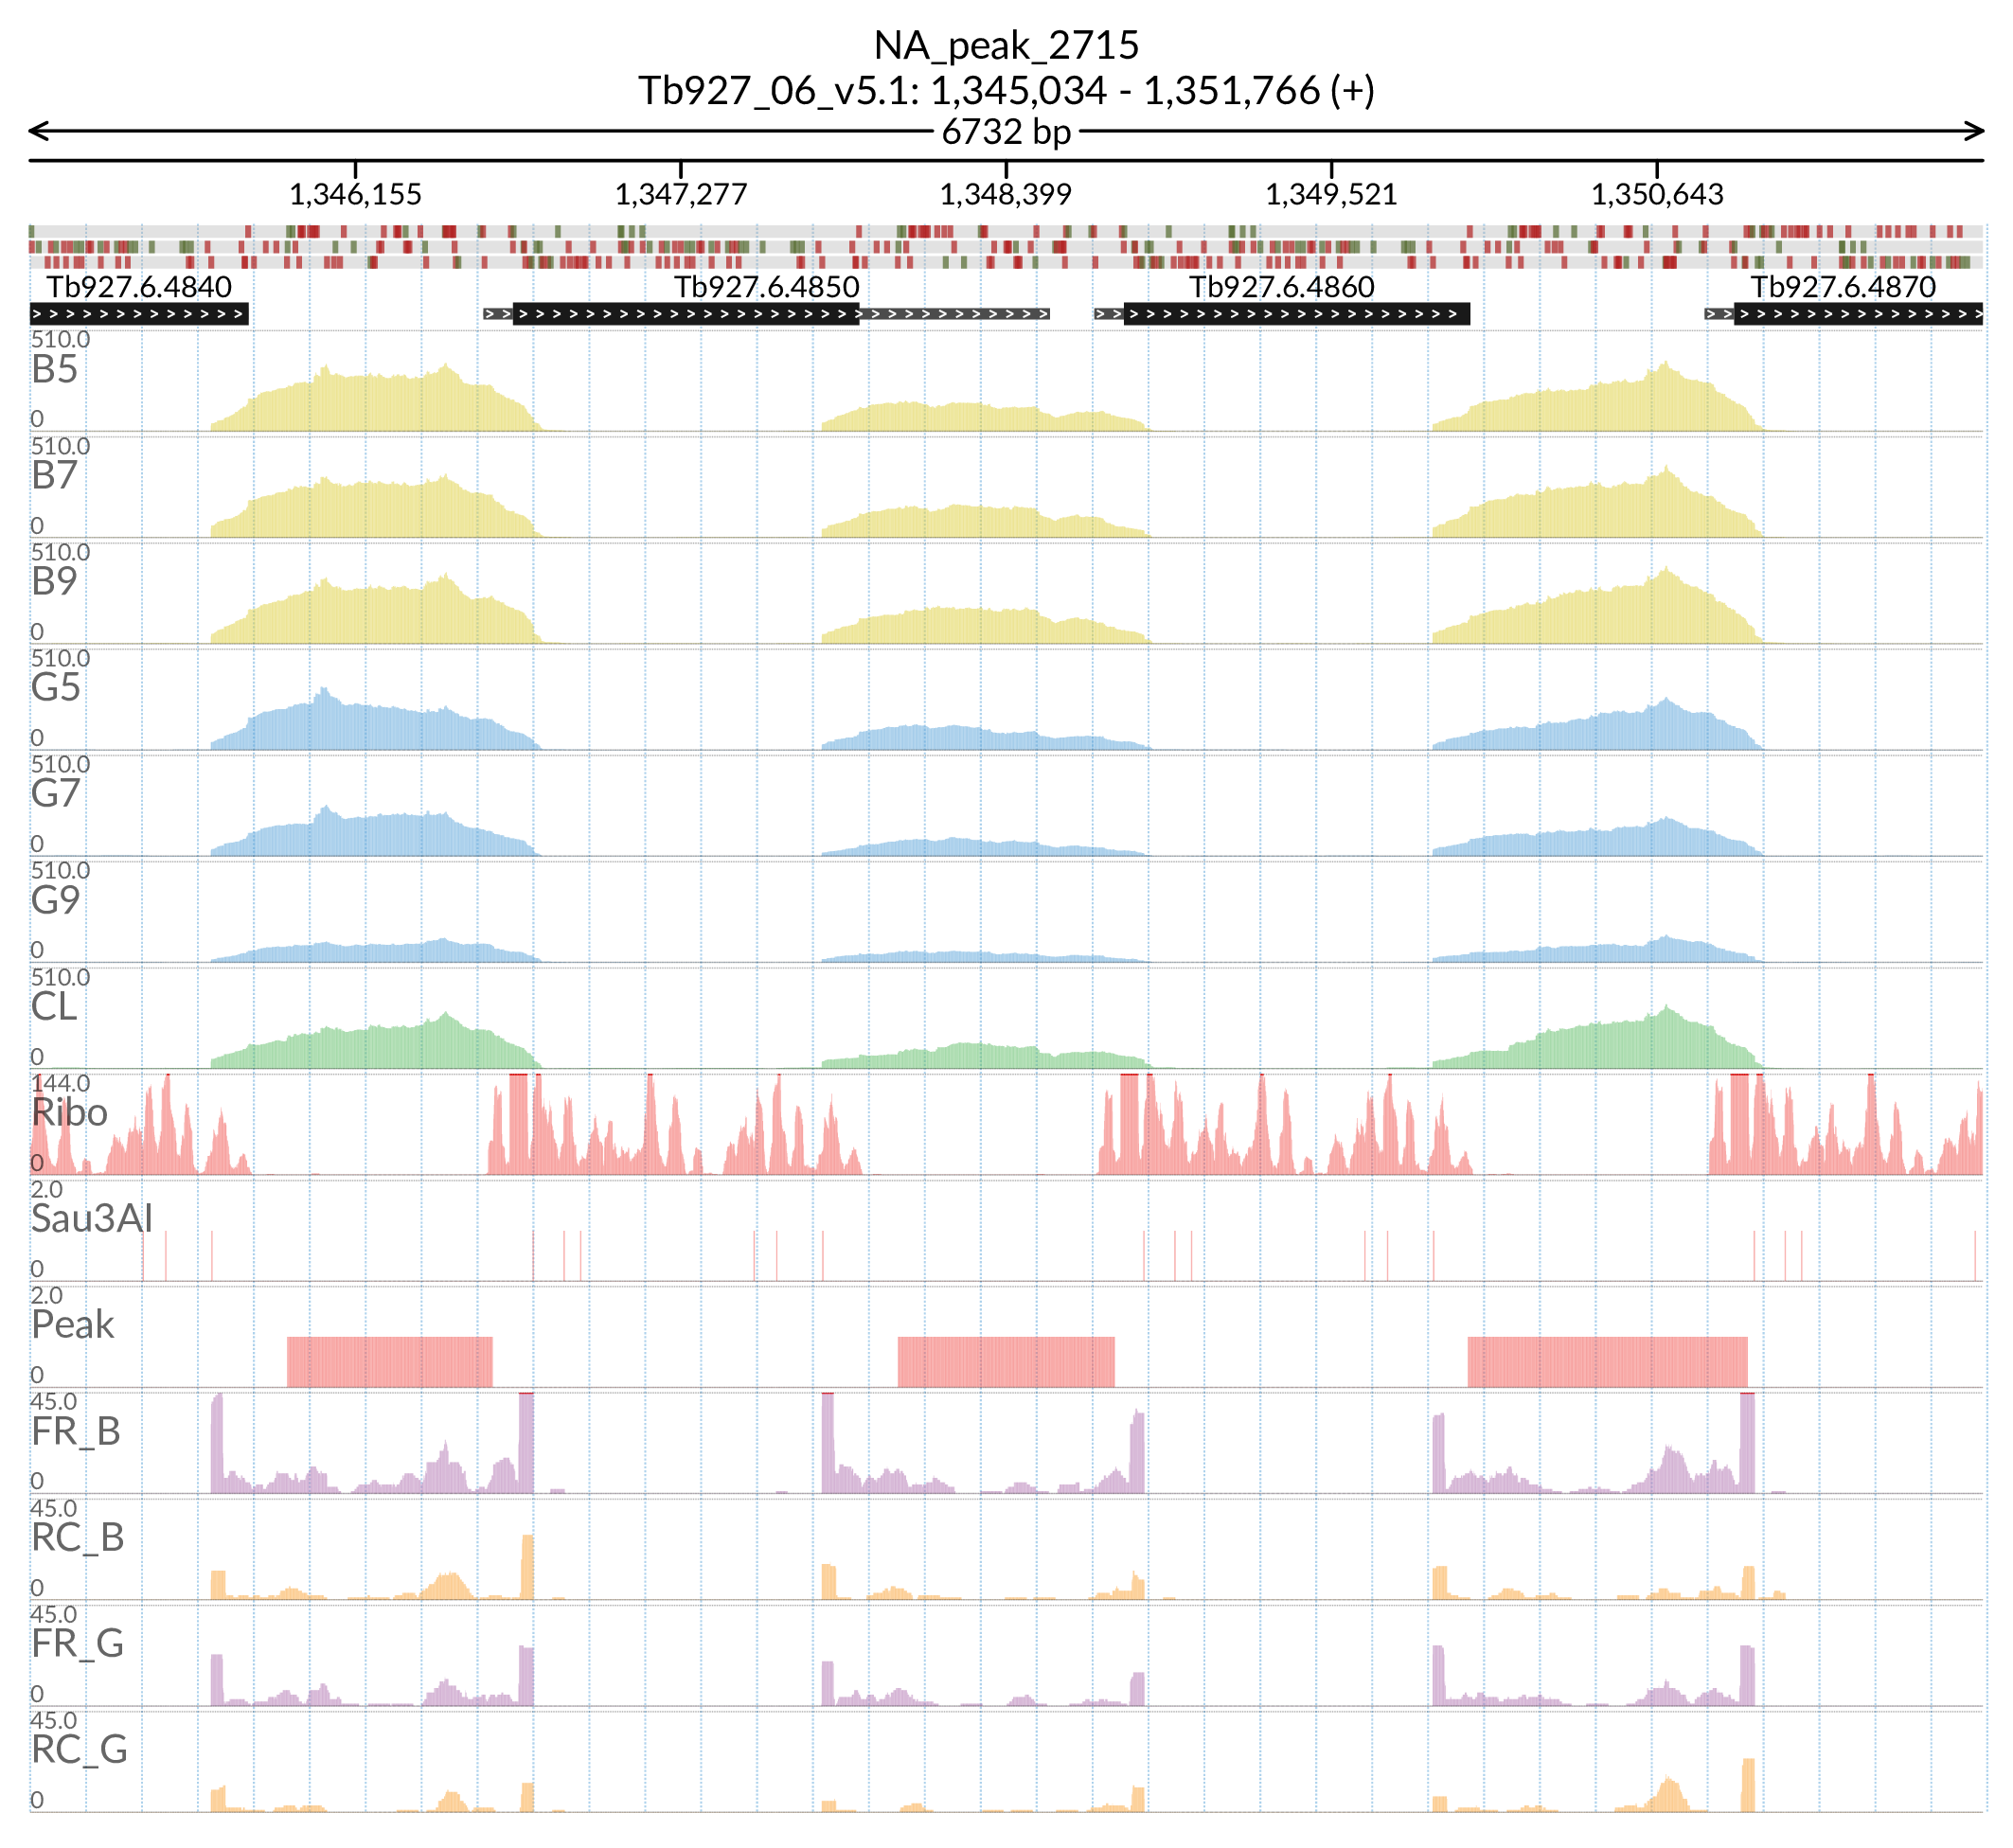 NA_peak_2715
Tb927_06_v5.1: 1,345,034 - 1,351,766 (+)
6732 bp
1,346,155 1,347,277 1,348,399 1,349,521 1,350,643
Tb927.6.4840 Tb927.6.4850 Tb927.6.4860 Tb927.6.4870
510.0
B5
0
510.0
B7
0
510.0
B9
0
510.0
G5
0
510.0
G7
0
510.0
G9
0
510.0
CL
0
144.0
Ribo
0
2.0
Sau3AI
0
2.0
Peak
0
45.0
FR_B
0
45.0
RC_B
0
45.0
FR_G
0
45.0
RC_G
0